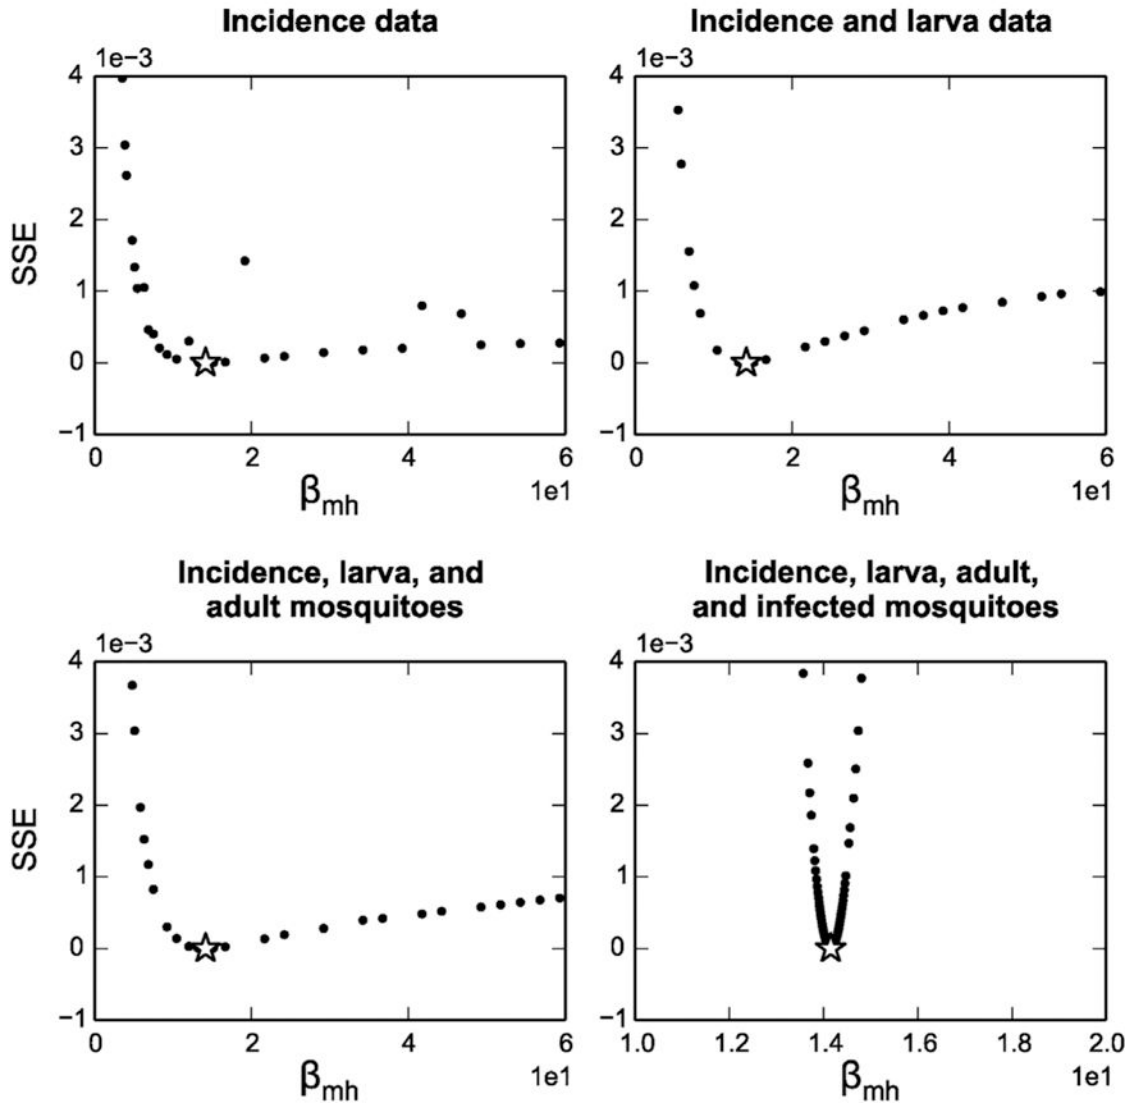 Incidence data
Incidence and larva data
1e−3
1e−3
4
3
2
1
0
−1
SSE
4
3
2
1
0
−1
0 2 4 6
0 2 4 6
βmh
1e1
βmh
1e1
Incidence, larva, and
adult mosquitoes
Incidence, larva, adult,
and infected mosquitoes
1e−3
1e−3
4
3
2
1
0
−1
SSE
4
3
2
1
0
−1
0 2 4 6
1.0 1.2 1.4 1.6 1.8 2.0
βmh
1e1
βmh
1e1